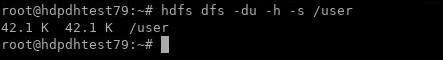 root@hdpdhtest79:~# hdfs dfs -du -h -s /user
42.1 K  42.1 K  /user
root@hdpdhtest79:~#